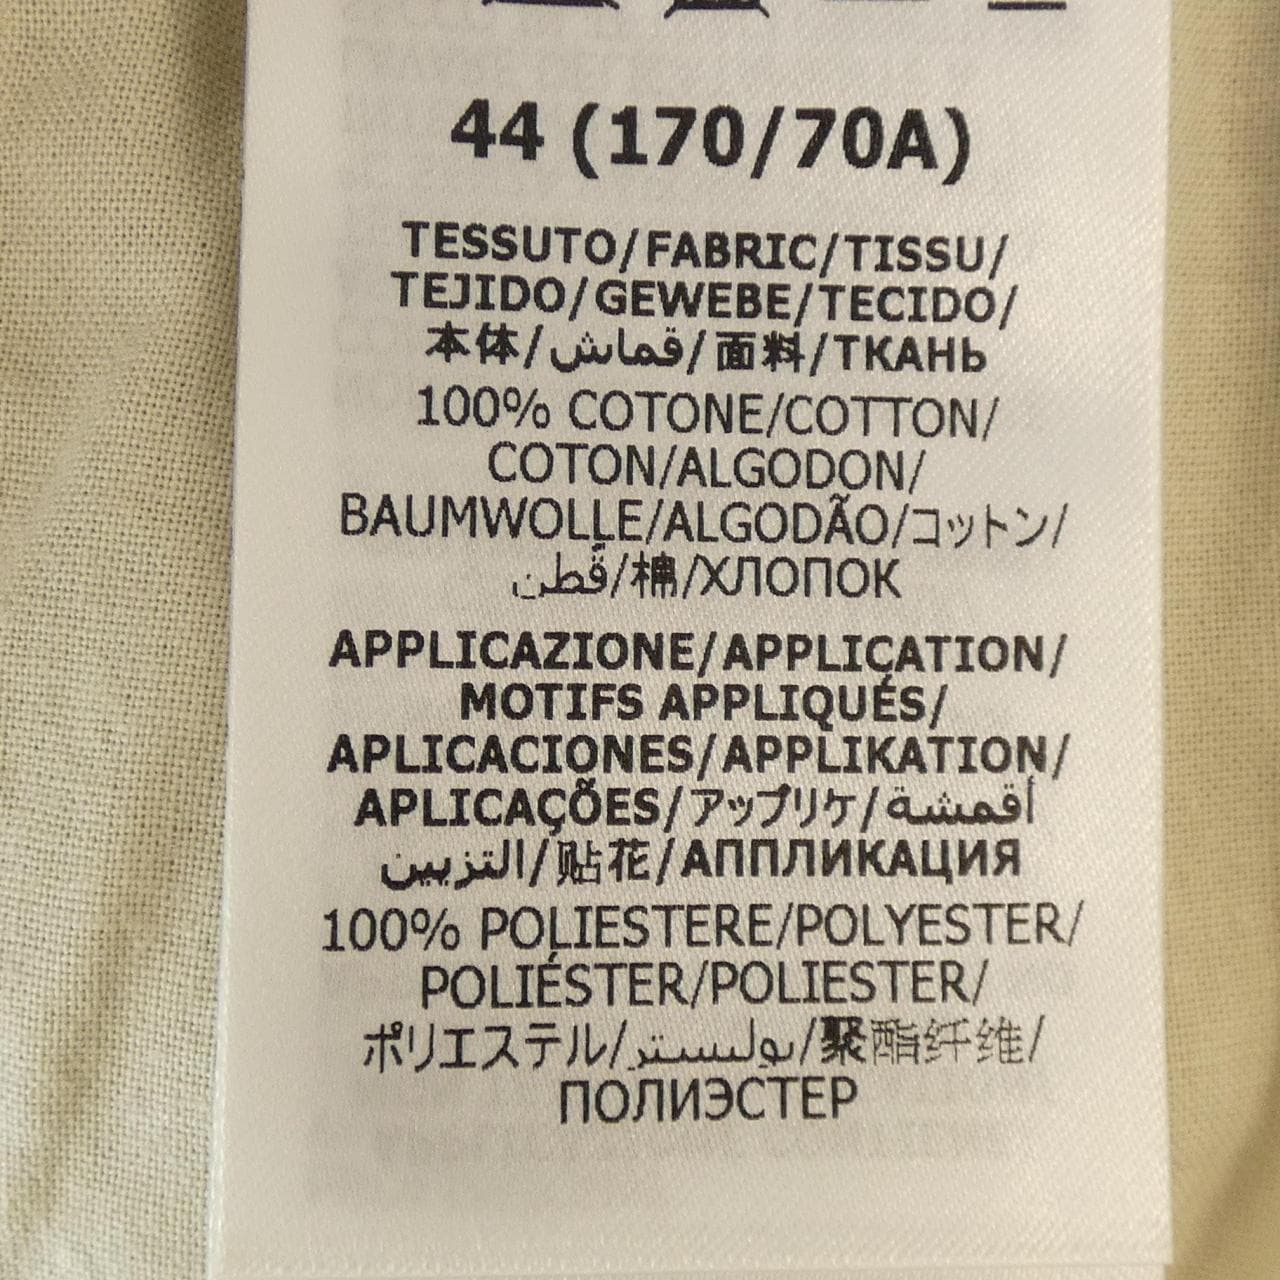 44 (170/70A)
TESSUTO/FABRIC/TISSU/
TEJIDO/GEWEBE/TECIDO/
本体/قماش/面料/ТКАНЬ
100% COTONE/COTTON/
COTON/ALGODON/
BAUMWOLLE/ALGODÃO/コットン/
قُطن/棉/ХЛОПОК
APPLICAZIONE/APPLICATION/
MOTIFS APPLIQUÉS/
APLICACIONES/APPLIKATION/
APLICAÇÕES/アップリケ/أقمشة
التزيين/贴花/АППЛИКАЦИЯ
100% POLIESTERE/POLYESTER/
POLIÉSTER/POLIESTER/
ポリエステル/بوليستر/聚酯纤维/
ПОЛИЭСТЕР